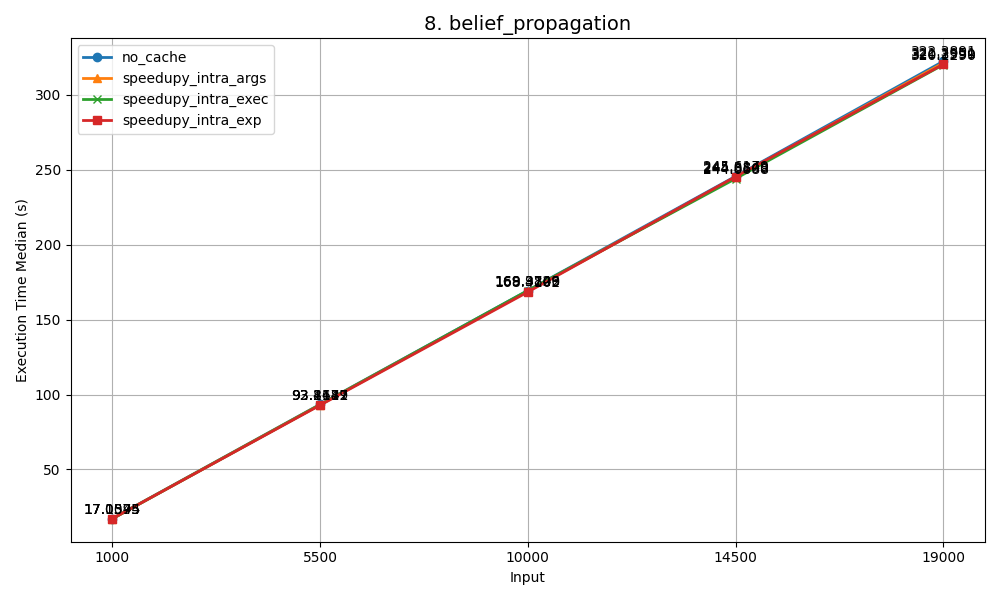 8. belief_propagation
no_cache
speedupy_intra_args
speedupy_intra_exec
speedupy_intra_exp
Execution Time Median (s)
300
250
200
150
100
50
1000
5500
10000
14500
19000
Input